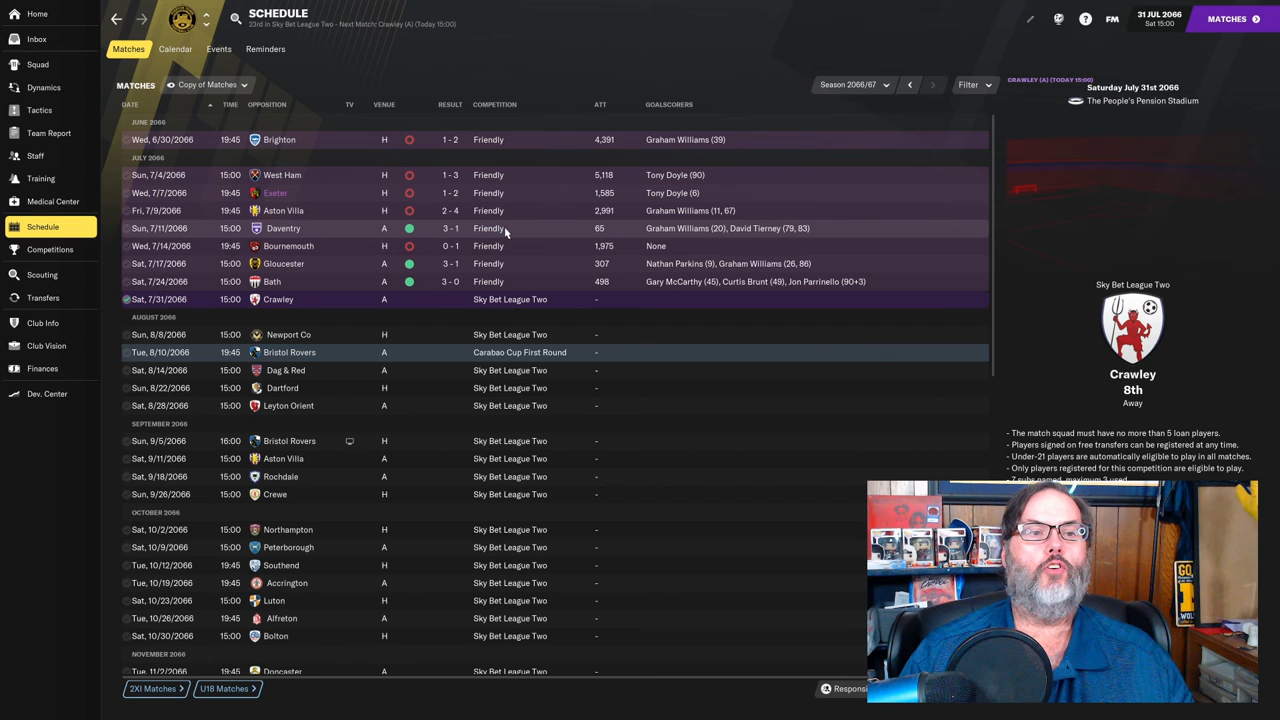 SCHEDULE
23rd in Sky Bet League Two - Next Match: Crawley (A) (Today 15:00)
FM
31 JUL 2066
Sat 15:00
MATCHES
Home
Inbox
Squad
Dynamics
Tactics
Team Report
Staff
Training
Medical Center
Schedule
Competitions
Scouting
Transfers
Club Info
Club Vision
Finances
Dev. Center
Matches Calendar Events Reminders
MATCHES Copy of Matches Season 2066/67 Filter
DATE TIME OPPOSITION TV VENUE RESULT COMPETITION ATT GOALSCORERS
JUNE 2066
Wed, 6/30/2066 19:45 Brighton H 1 - 2 Friendly 4,391 Graham Williams (39)
JULY 2066
Sun, 7/4/2066 15:00 West Ham H 1 - 3 Friendly 5,118 Tony Doyle (90)
Wed, 7/7/2066 19:45 Exeter H 1 - 2 Friendly 1,585 Tony Doyle (6)
Fri, 7/9/2066 19:45 Aston Villa H 2 - 4 Friendly 2,991 Graham Williams (11, 67)
Sun, 7/11/2066 15:00 Daventry A 3 - 1 Friendly 65 Graham Williams (20), David Tierney (79, 83)
Wed, 7/14/2066 19:45 Bournemouth H 0 - 1 Friendly 1,975 None
Sat, 7/17/2066 15:00 Gloucester A 3 - 1 Friendly 307 Nathan Parkins (9), Graham Williams (26, 86)
Sat, 7/24/2066 15:00 Bath A 3 - 0 Friendly 498 Gary McCarthy (45), Curtis Brunt (49), Jon Parrinello (90+3)
Sat, 7/31/2066 15:00 Crawley A Sky Bet League Two -
AUGUST 2066
Sun, 8/8/2066 15:00 Newport Co H Sky Bet League Two -
Tue, 8/10/2066 19:45 Bristol Rovers A Carabao Cup First Round -
Sat, 8/14/2066 15:00 Dag & Red A Sky Bet League Two -
Sun, 8/22/2066 15:00 Dartford H Sky Bet League Two -
Sat, 8/28/2066 15:00 Leyton Orient A Sky Bet League Two -
SEPTEMBER 2066
Sun, 9/5/2066 16:00 Bristol Rovers H Sky Bet League Two -
Sat, 9/11/2066 15:00 Aston Villa A Sky Bet League Two -
Sat, 9/18/2066 15:00 Rochdale A Sky Bet League Two -
Sun, 9/26/2066 15:00 Crewe H Sky Bet League Two -
OCTOBER 2066
Sat, 10/2/2066 15:00 Northampton H Sky Bet League Two -
Sat, 10/9/2066 15:00 Peterborough A Sky Bet League Two -
Tue, 10/12/2066 19:45 Southend H Sky Bet League Two -
Tue, 10/19/2066 19:45 Accrington A Sky Bet League Two -
Sat, 10/23/2066 15:00 Luton H Sky Bet League Two -
Tue, 10/26/2066 19:45 Alfreton A Sky Bet League Two -
Sat, 10/30/2066 15:00 Bolton H Sky Bet League Two -
NOVEMBER 2066
Tue, 11/2/2066 19:45 Doncaster A Sky Bet League Two -
2XI Matches U18 Matches
CRAWLEY (A) (TODAY 15:00)
Saturday July 31st 2066
The People's Pension Stadium
Sky Bet League Two
Crawley
8th
Away
- The match squad must have no more than 5 loan players.
- Players signed on free transfers can be registered at any time.
- Under-21 players are automatically eligible to play in all matches.
- Only players registered for this competition are eligible to play.
- 7 subs named, maximum 3 used